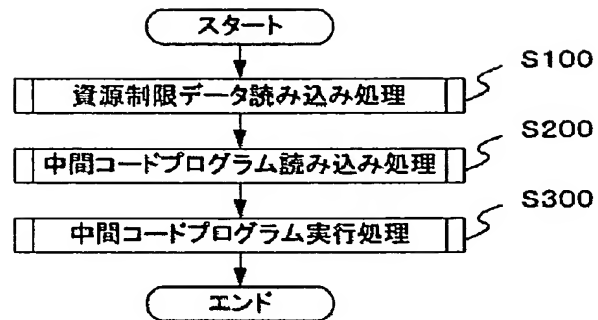 スタート
S100
資源制限データ読み込み処理
S200
中間コードプログラム読み込み処理
S300
中間コードプログラム実行処理
エンド